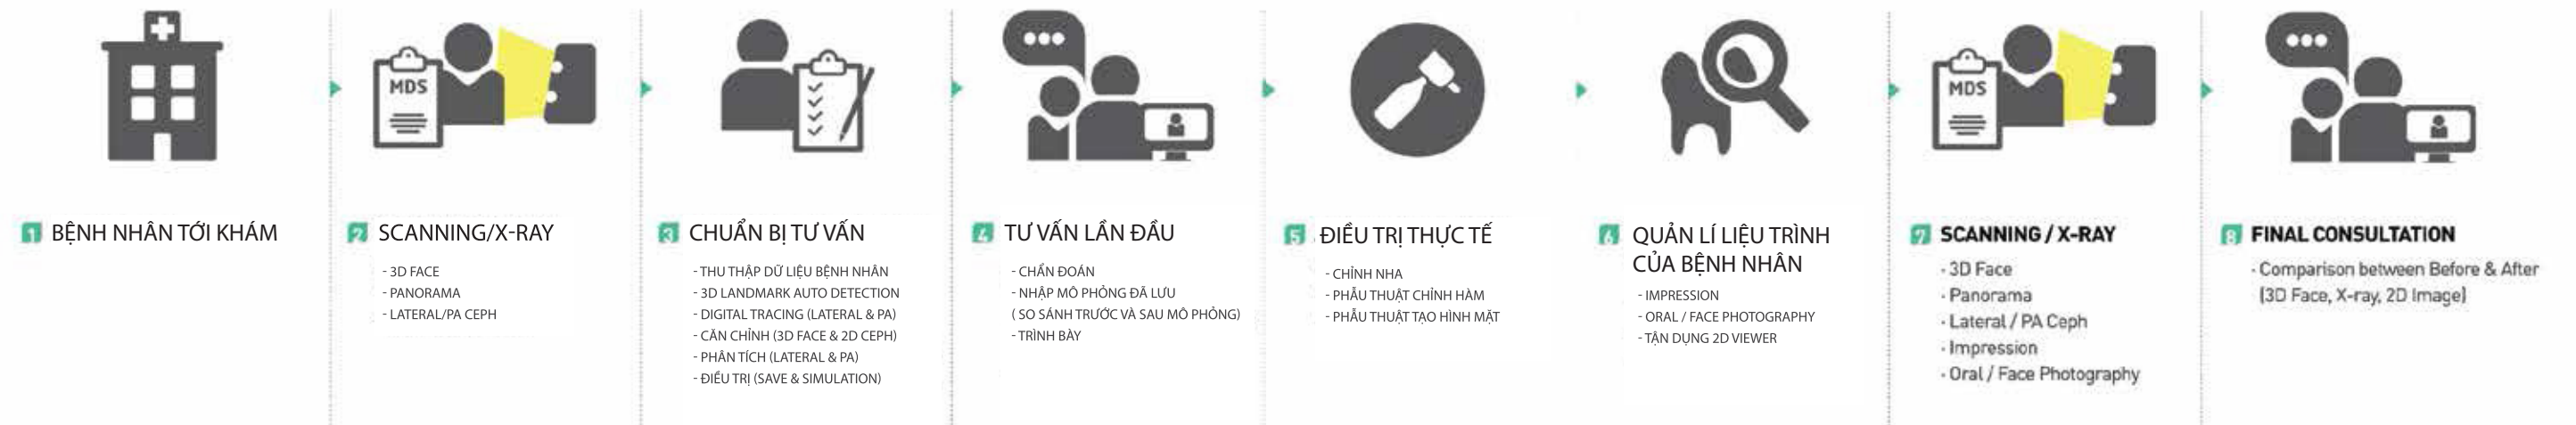 1 BỆNH NHÂN TỚI KHÁM
MDS
2 SCANNING/X-RAY
- 3D FACE
- PANORAMA
- LATERAL/PA CEPH
3 CHUẨN BỊ TƯ VẤN
- THU THẬP DỮ LIỆU BỆNH NHÂN
- 3D LANDMARK AUTO DETECTION
- DIGITAL TRACING (LATERAL & PA)
- CĂN CHỈNH (3D FACE & 2D CEPH)
- PHÂN TÍCH (LATERAL & PA)
- ĐIỀU TRỊ (SAVE & SIMULATION)
4 TƯ VẤN LẦN ĐẦU
- CHẨN ĐOÁN
- NHẬP MÔ PHỎNG ĐÃ LƯU
( SO SÁNH TRƯỚC VÀ SAU MÔ PHỎNG)
- TRÌNH BÀY
5 ĐIỀU TRỊ THỰC TẾ
- CHỈNH NHA
- PHẪU THUẬT CHỈNH HÀM
- PHẪU THUẬT TẠO HÌNH MẶT
6 QUẢN LÍ LIỆU TRÌNH
CỦA BỆNH NHÂN
- IMPRESSION
- ORAL / FACE PHOTOGRAPHY
- TẬN DỤNG 2D VIEWER
MDS
7 SCANNING / X-RAY
· 3D Face
· Panorama
· Lateral / PA Ceph
· Impression
· Oral / Face Photography
8 FINAL CONSULTATION
· Comparison between Before & After
(3D Face, X-ray, 2D Image)